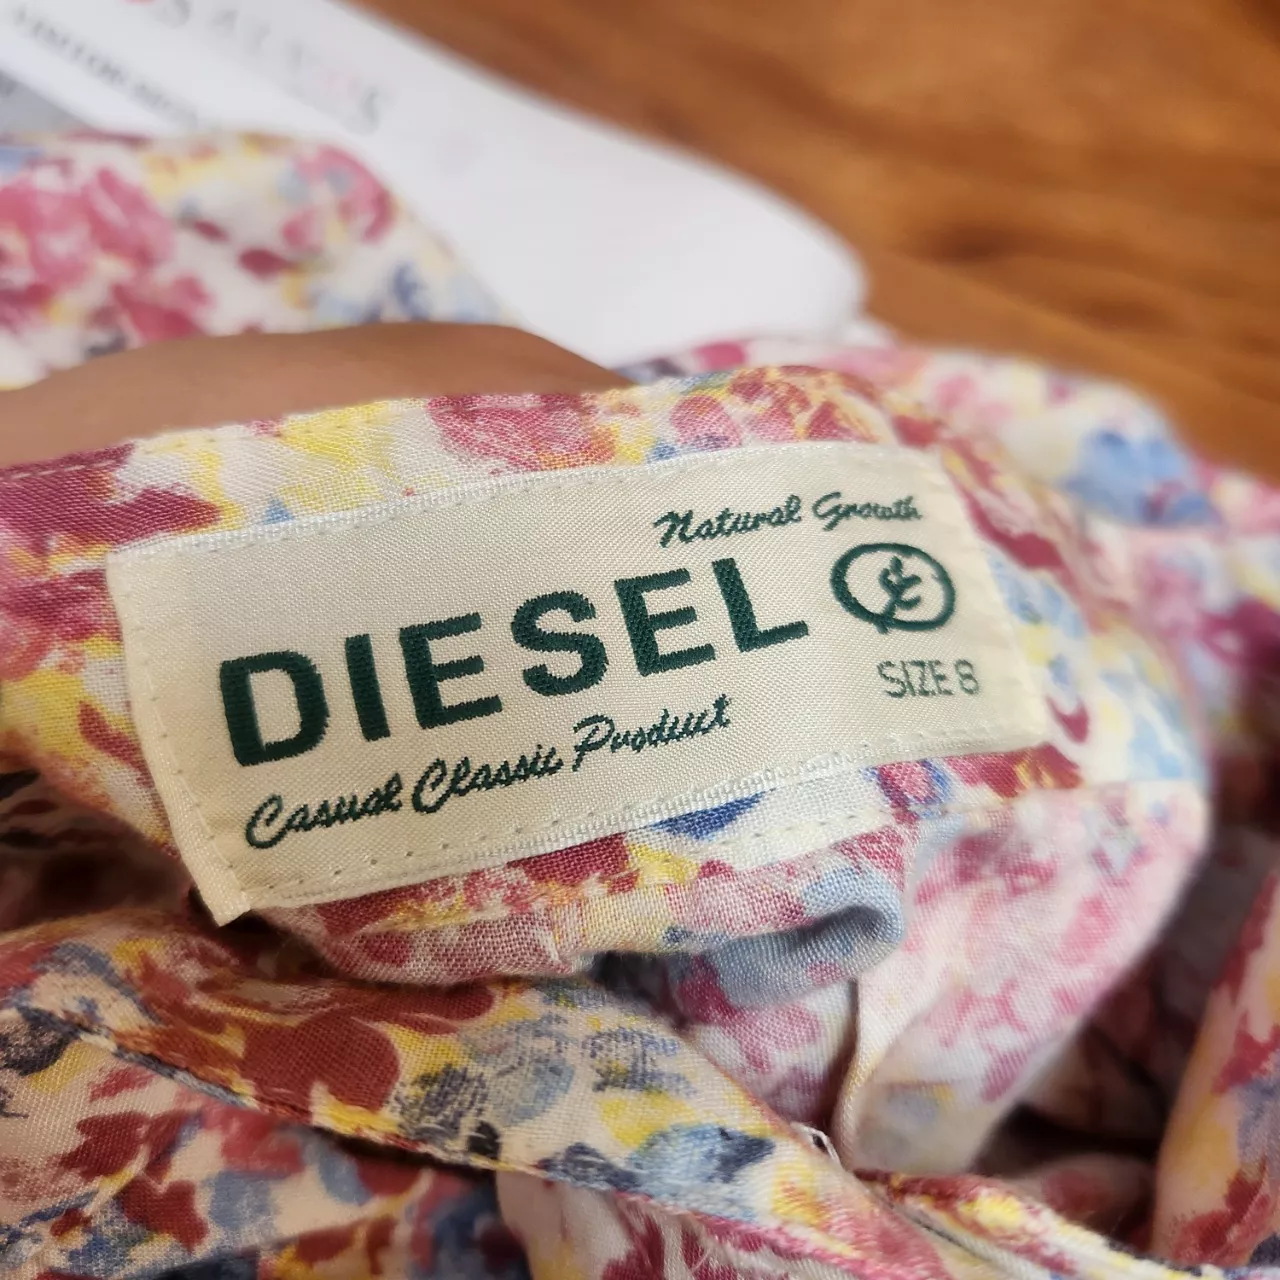 Natural Growth
DIESEL
SIZE 8
Casual Classic Product